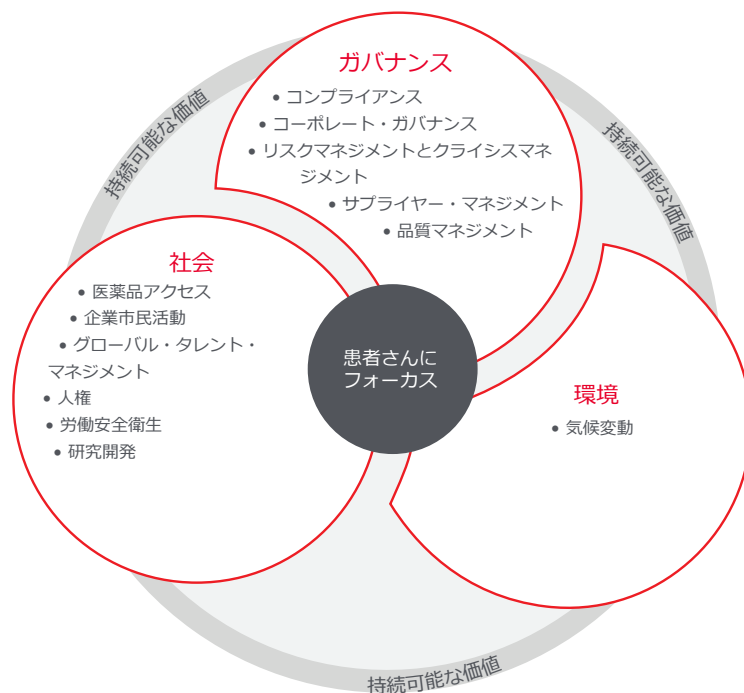 ガバナンス
• コンプライアンス
• コーポレート・ガバナンス
• リスクマネジメントとクライシスマネ
ジメント
• サプライヤー・マネジメント
• 品質マネジメント
持続可能な価値
持続可能な価値
社会
• 医薬品アクセス
• 企業市民活動
• グローバル・タレント・
マネジメント
• 人権
• 労働安全衛生
• 研究開発
患者さんに
フォーカス
環境
• 気候変動
持続可能な価値